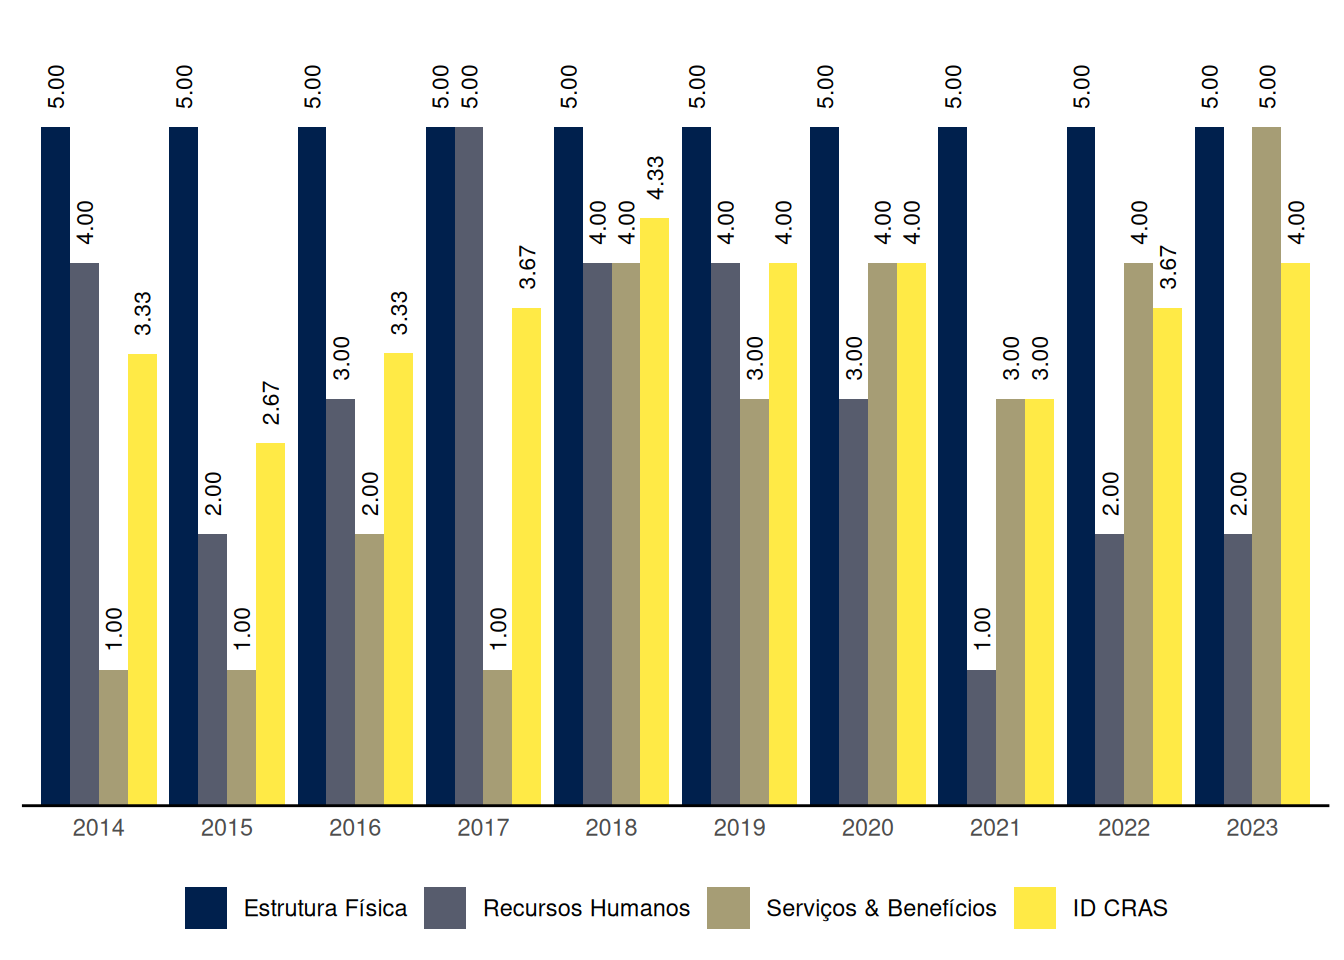 5.00 4.00 1.00 3.33
5.00 2.00 1.00 2.67
5.00 3.00 2.00 3.33
5.00 5.00 1.00 3.67
5.00 4.00 4.00 4.33
5.00 4.00 3.00 4.00
5.00 3.00 4.00 4.00
5.00 1.00 3.00 3.00
5.00 2.00 4.00 3.67
5.00 2.00 5.00 4.00
2014 2015 2016 2017 2018 2019 2020 2021 2022 2023
Estrutura Física Recursos Humanos Serviços & Benefícios ID CRAS